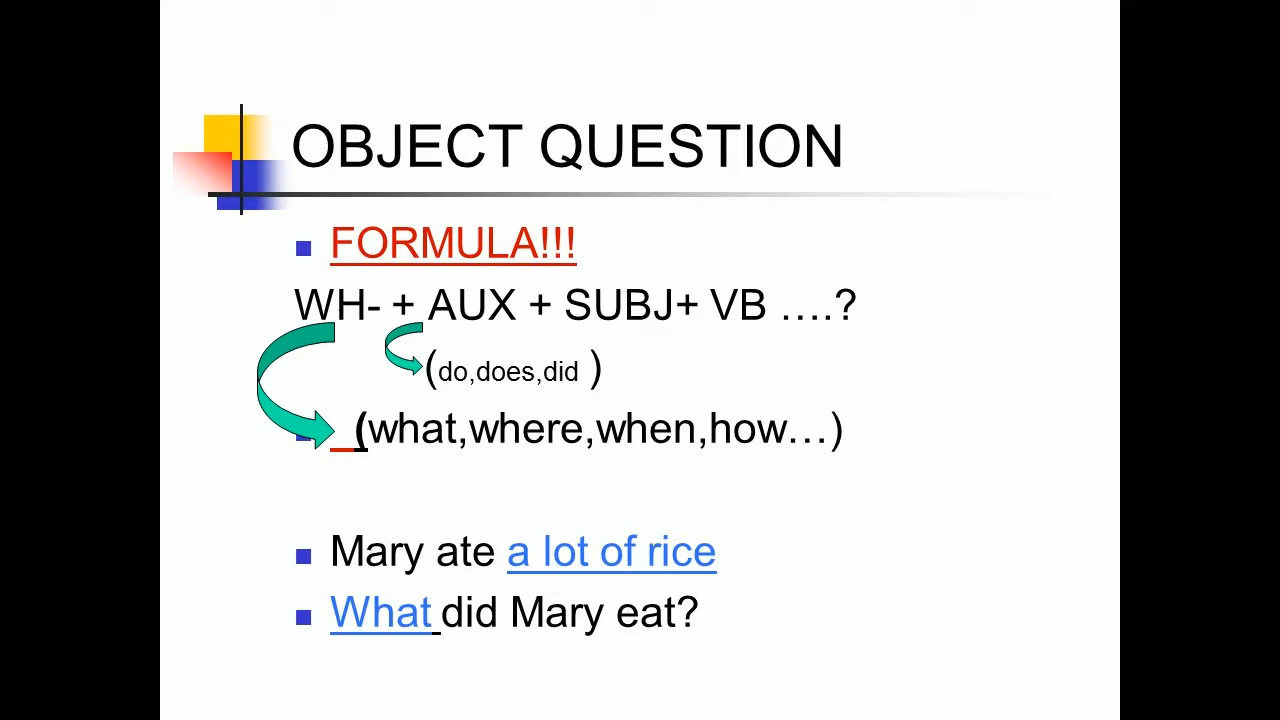 OBJECT QUESTION
FORMULA!!!
WH- + AUX + SUBJ+ VB ….?
(do,does,did )
(what,where,when,how…)
Mary ate a lot of rice
What did Mary eat?